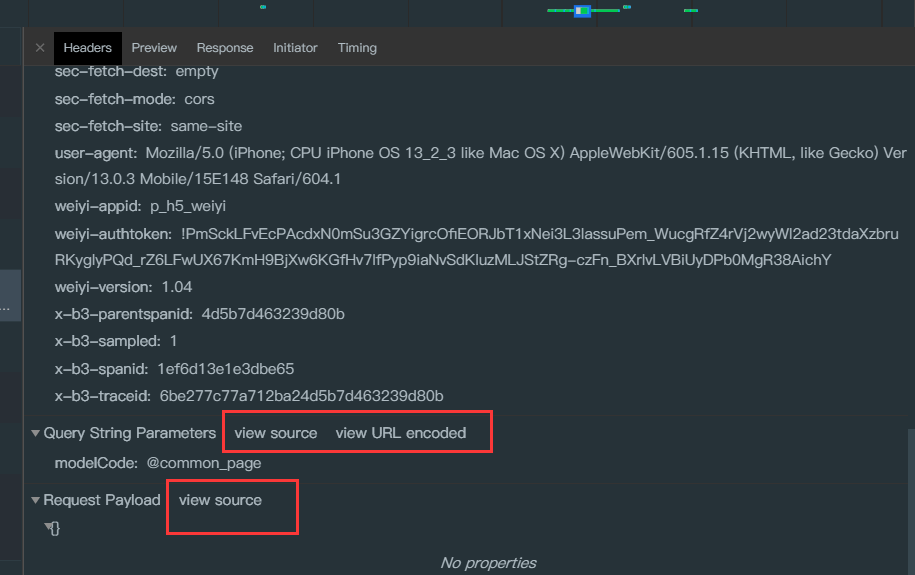 × Headers Preview Response Initiator Timing
sec-fetch-dest: empty
sec-fetch-mode: cors
sec-fetch-site: same-site
user-agent: Mozilla/5.0 (iPhone; CPU iPhone OS 13_2_3 like Mac OS X) AppleWebKit/605.1.15 (KHTML, like Gecko) Ver
sion/13.0.3 Mobile/15E148 Safari/604.1
weiyi-appid: p_h5_weiyi
weiyi-authtoken: !PmSckLFvEcPAcdxN0mSu3GZYigrcOfiEORJbT1xNei3L3lassuPem_WucgRfZ4rVj2wyWl2ad23tdaXzbru
RKyglyPQd_rZ6LFwUX67KmH9BjXw6KGfHv7IfPyp9iaNvSdKluzMLJStZRg-czFn_BXrlvLVBiUyDPb0MgR38AichY
weiyi-version: 1.04
x-b3-parentspanid: 4d5b7d463239d80b
x-b3-sampled: 1
x-b3-spanid: 1ef6d13e1e3dbe65
x-b3-traceid: 6be277c77a712ba24d5b7d463239d80b
▼Query String Parameters view source view URL encoded
modelCode: @common_page
▼Request Payload view source
▼{}
No properties
...